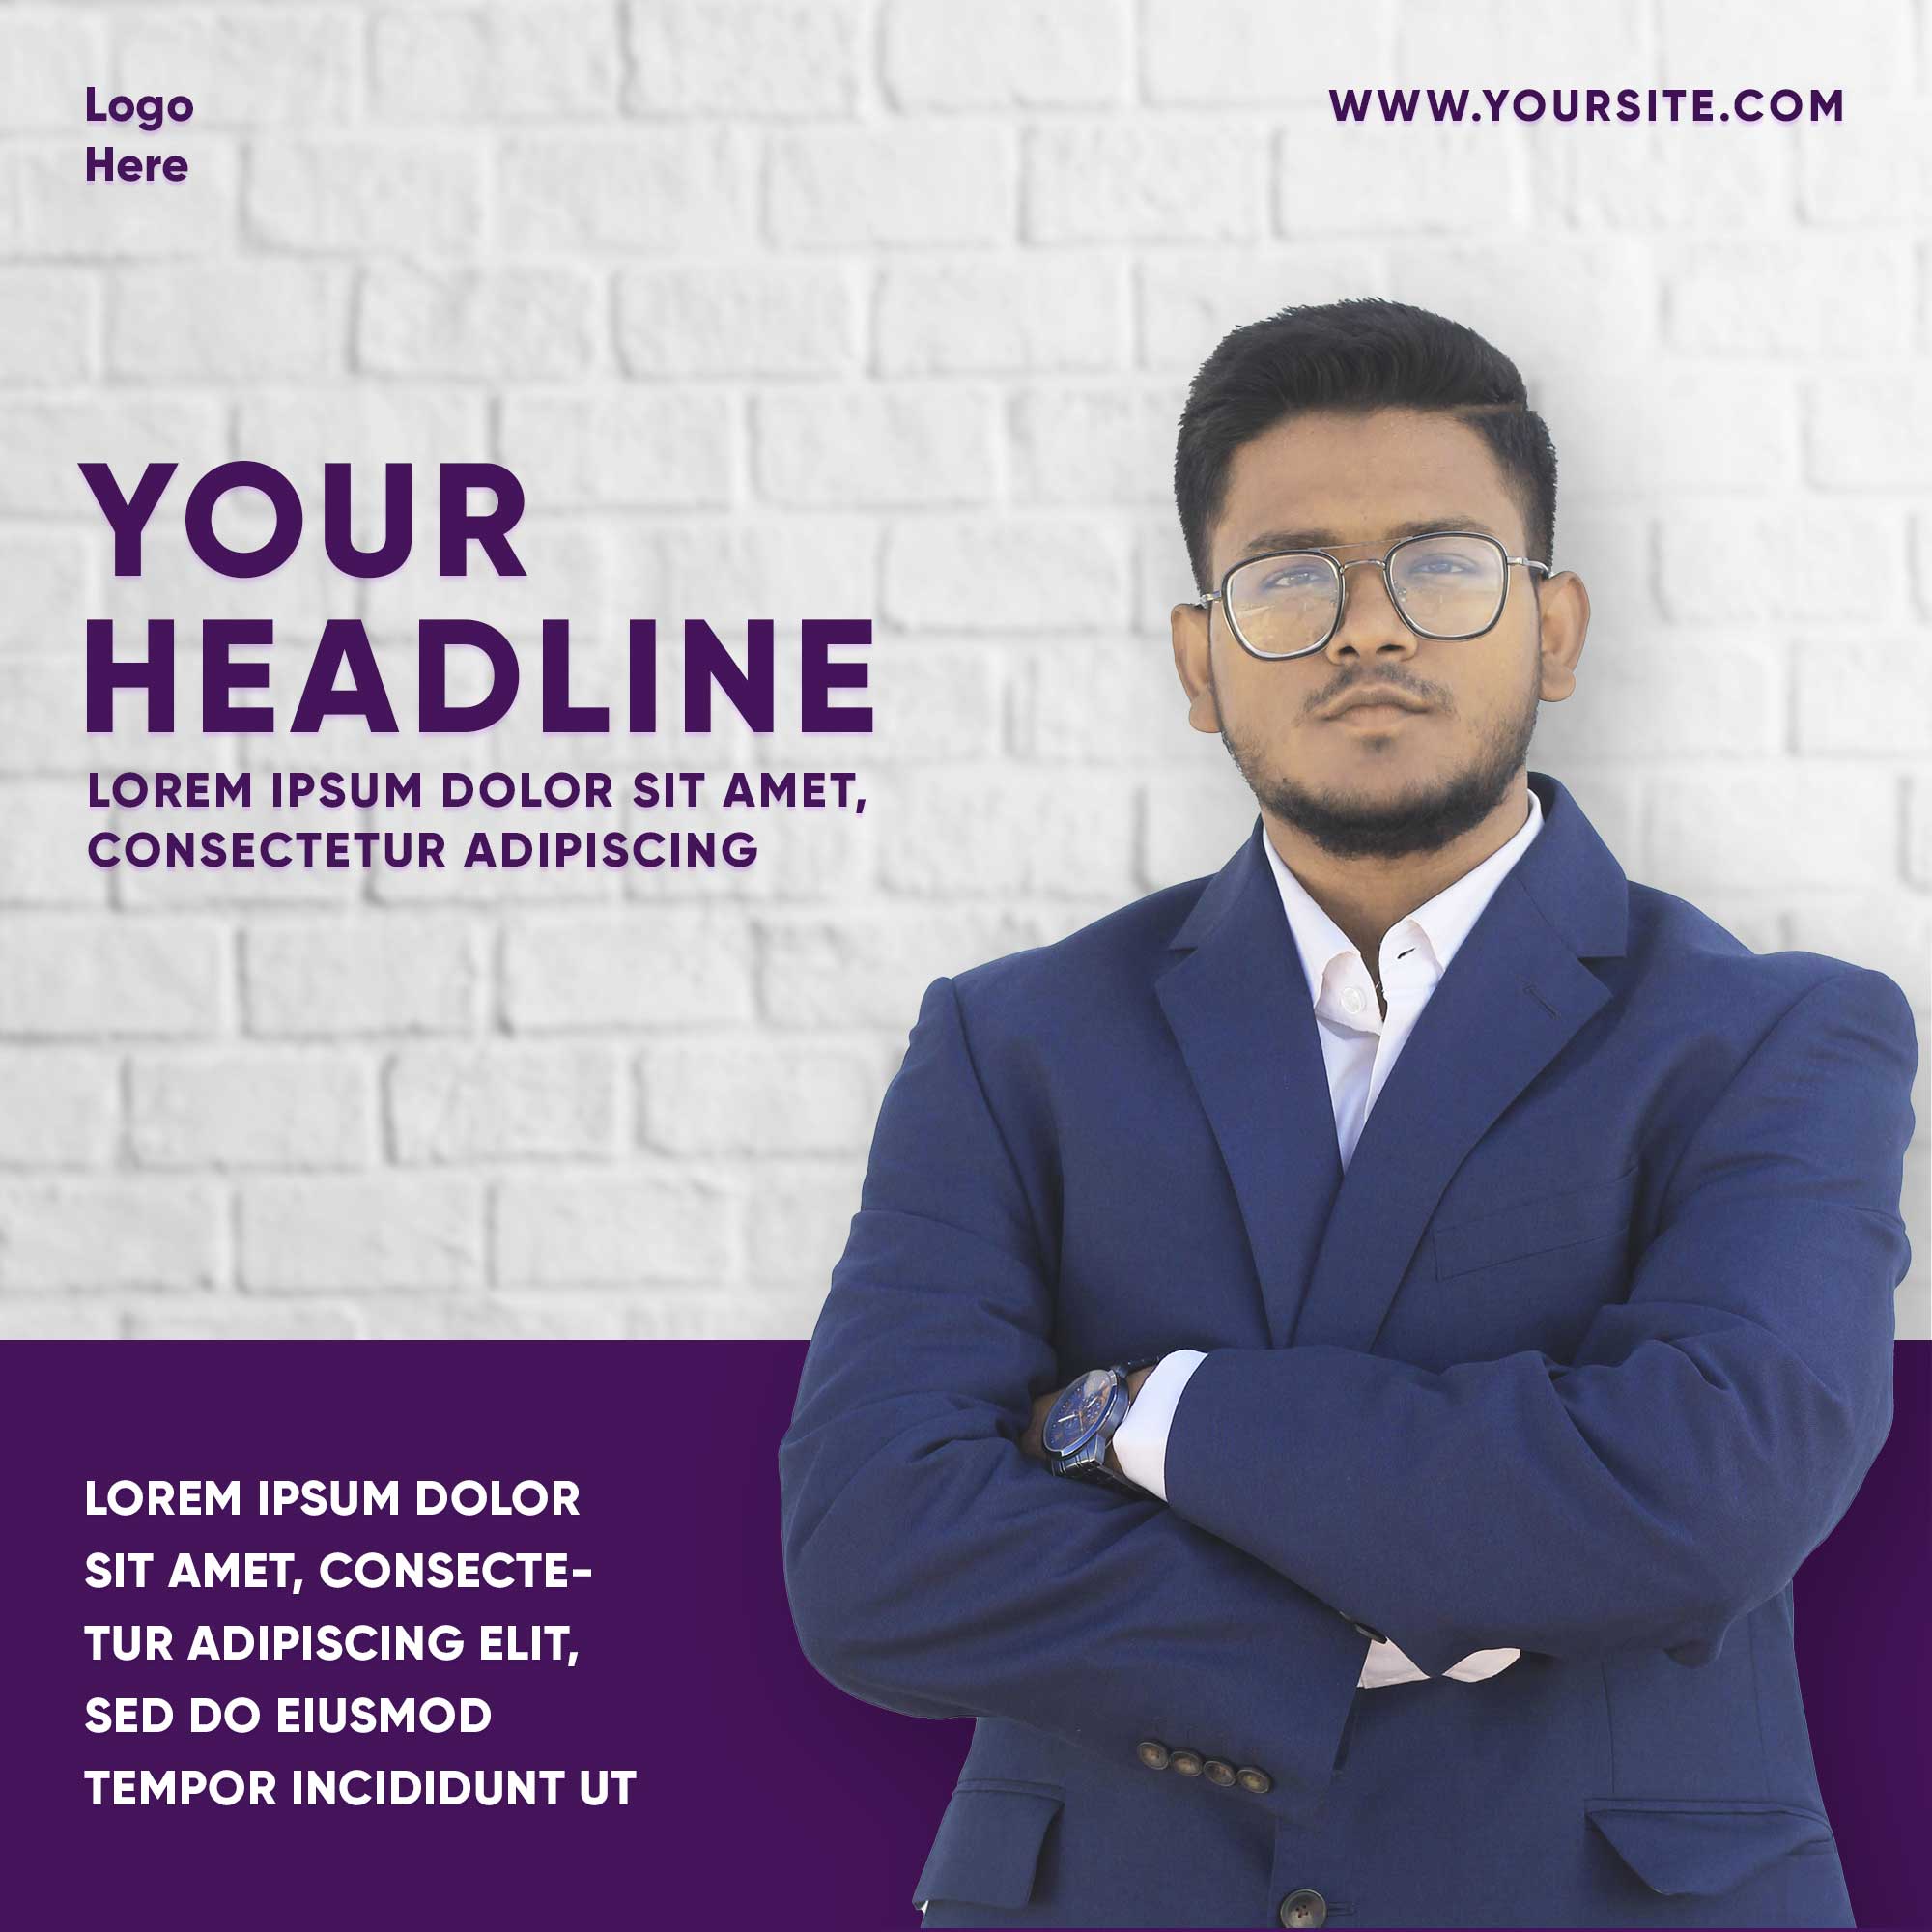 Logo
Here
WWW.YOURSITE.COM
YOUR
HEADLINE
LOREM IPSUM DOLOR SIT AMET,
CONSECTETUR ADIPISCING
LOREM IPSUM DOLOR
SIT AMET, CONSECTE-
TUR ADIPISCING ELIT,
SED DO EIUSMOD
TEMPOR INCIDIDUNT UT